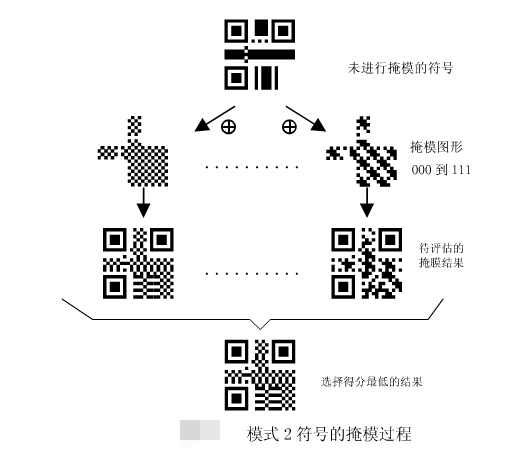 未进行掩模的符号
掩模图形
000 到 111
待评估的
掩膜结果
选择得分最低的结果
模式 2 符号的掩模过程